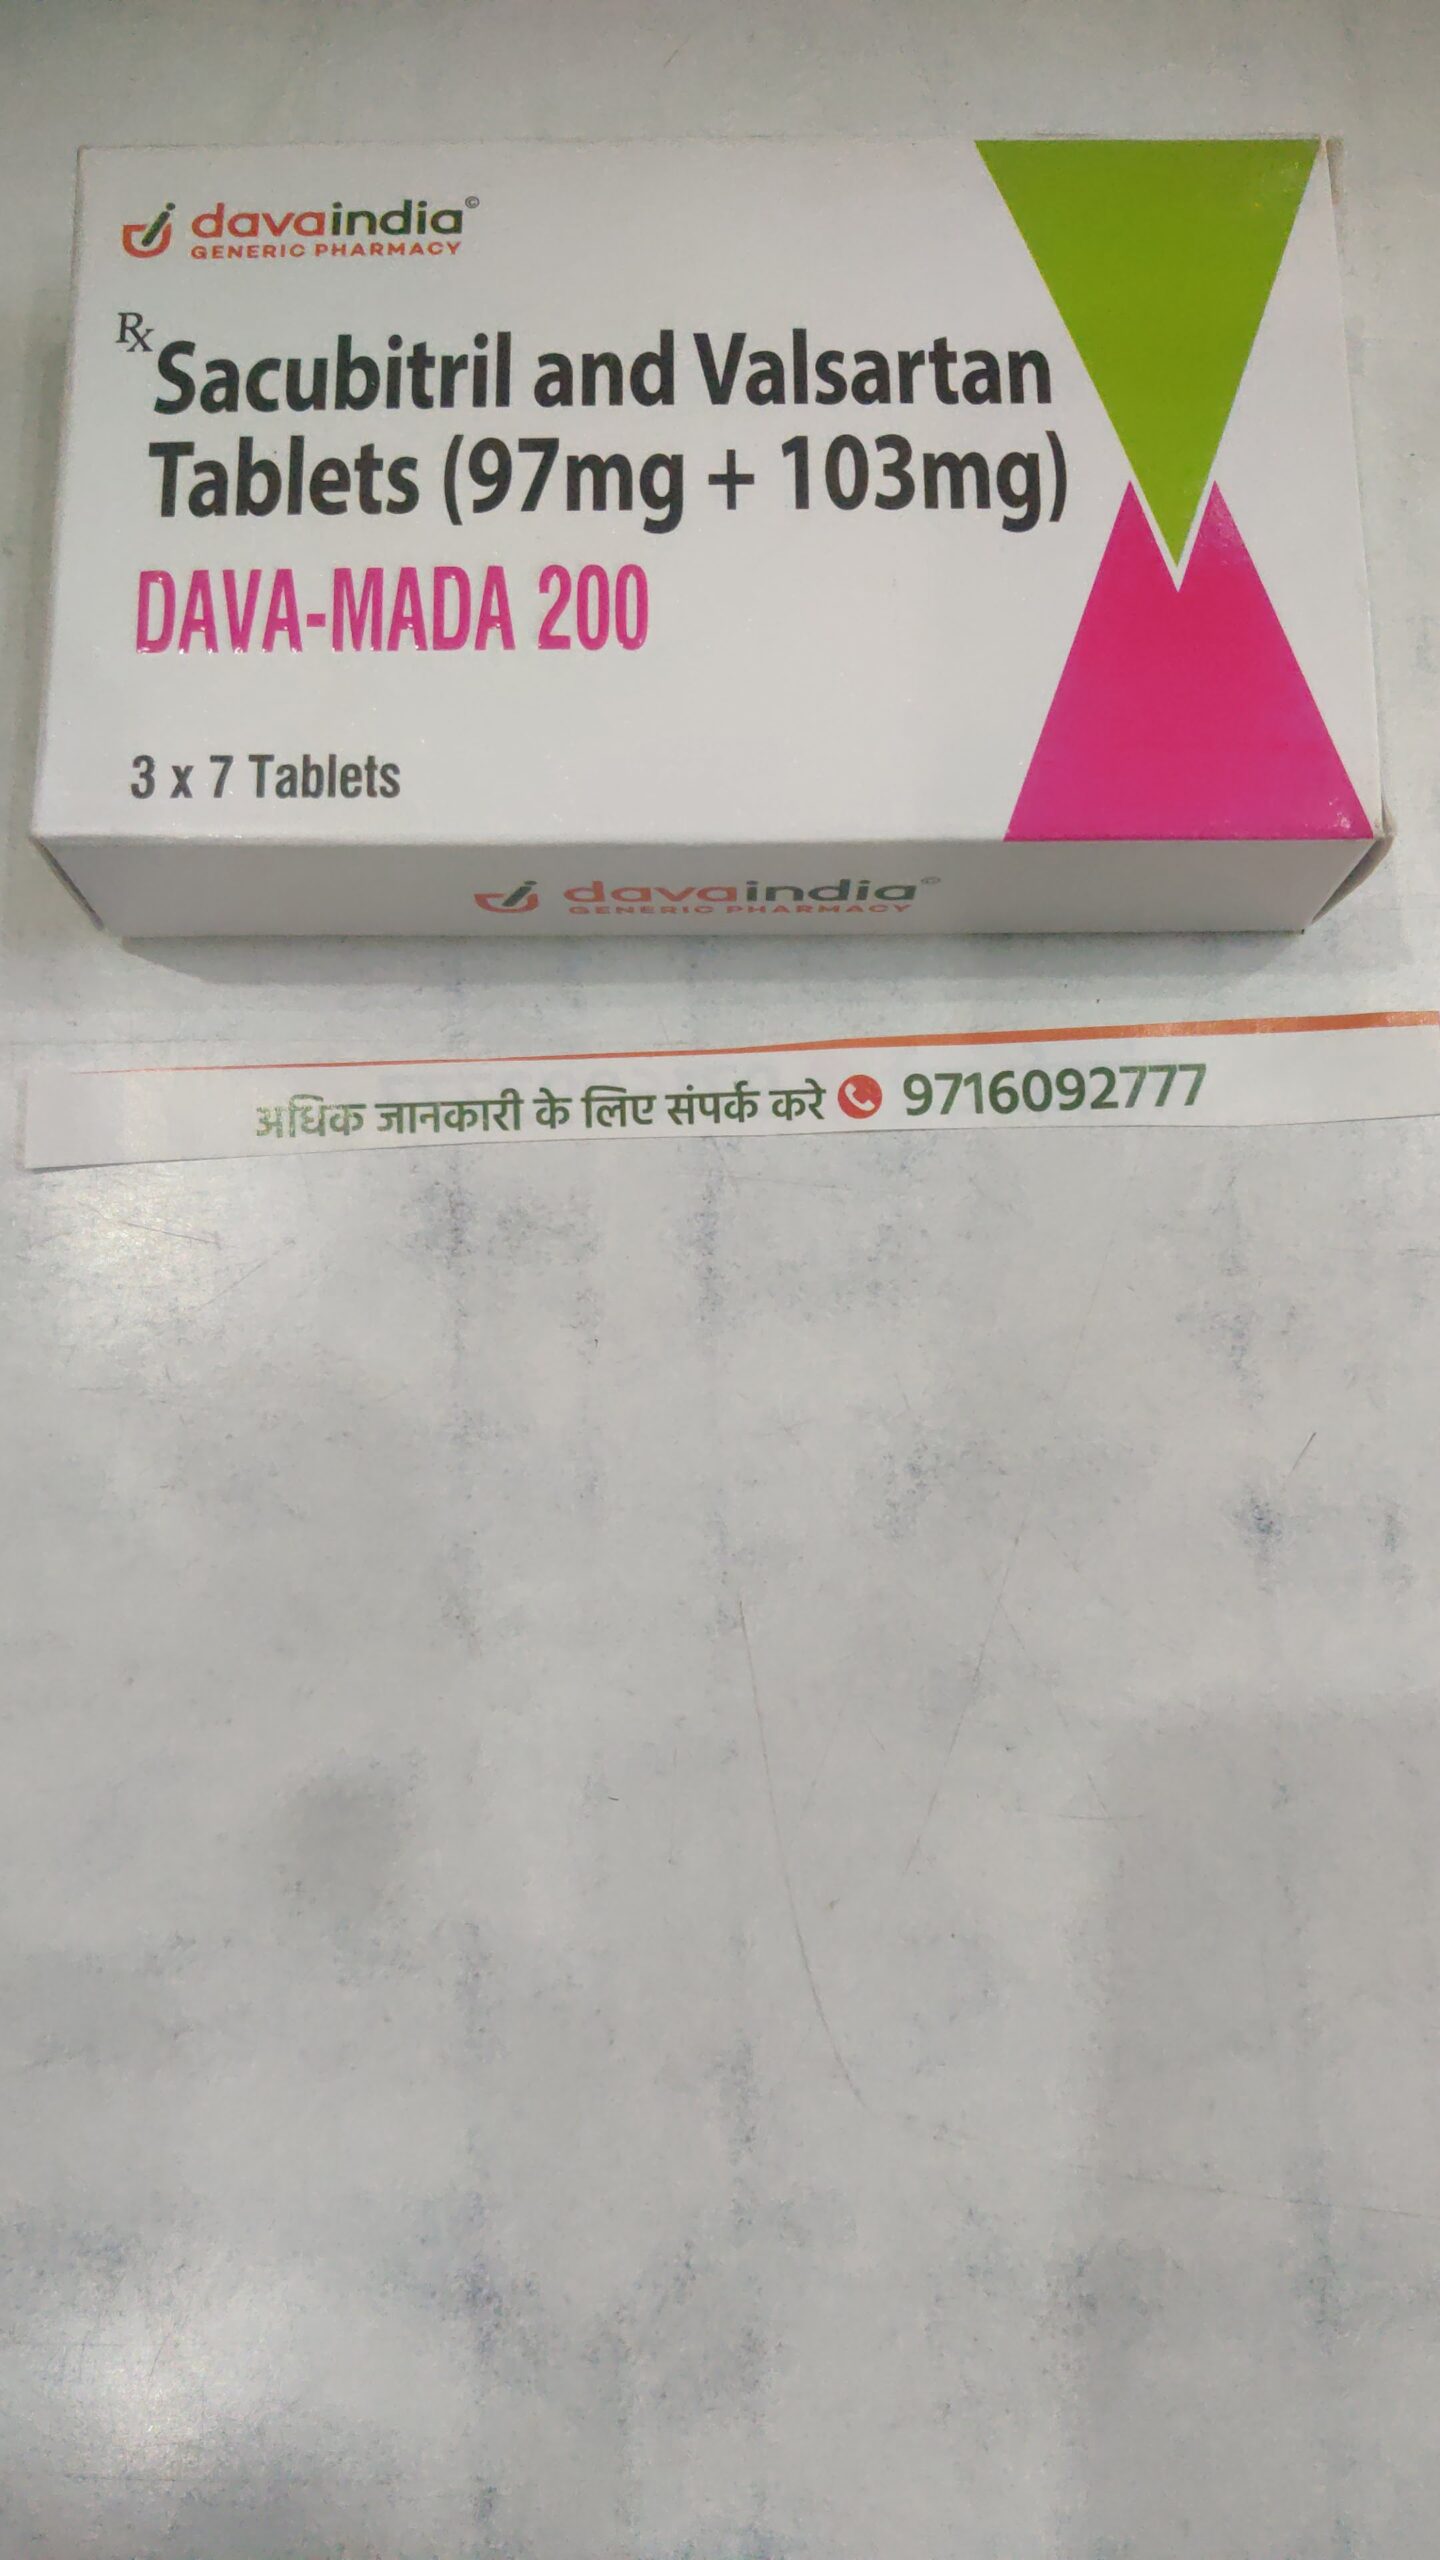 davaindia©
GENERIC PHARMACY
Rx Sacubitril and Valsartan
Tablets (97mg + 103mg)
DAVA-MADA 200
3 x 7 Tablets
davaindia©
GENERIC PHARMACY
अधिक जानकारी के लिए संपर्क करे 9716092777